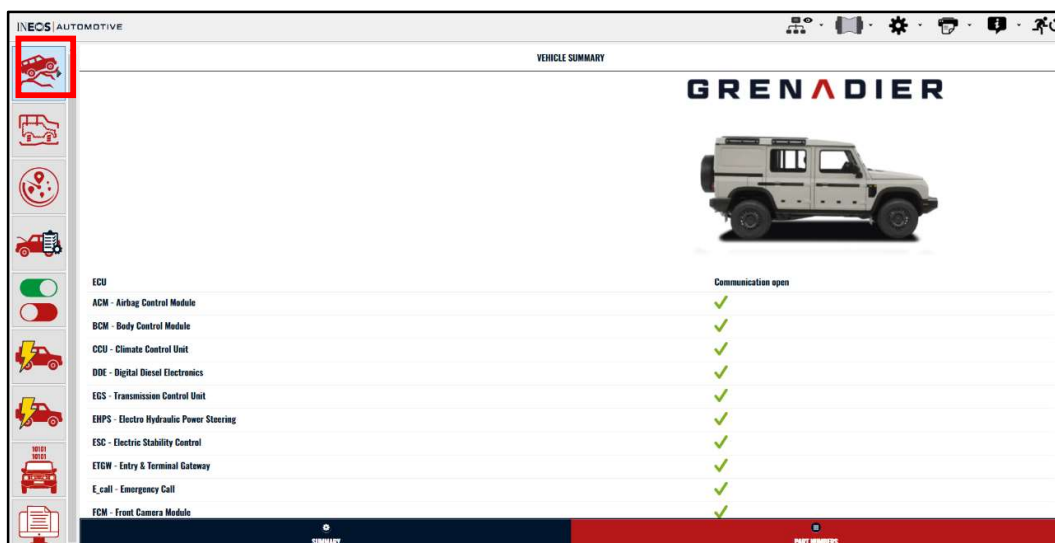 INEOS | AUTOMOTIVE
VEHICLE SUMMARY
GRENADIER
ECU Communication open
ACM - Airbag Control Module
BCM - Body Control Module
CCU - Climate Control Unit
DDE - Digital Diesel Electronics
EGS - Transmission Control Unit
EHPS - Electro Hydraulic Power Steering
ESC - Electric Stability Control
ETGW - Entry & Terminal Gateway
E_call - Emergency Call
FCM - Front Camera Module
10101
10101
SUMMARY PART NUMBERS